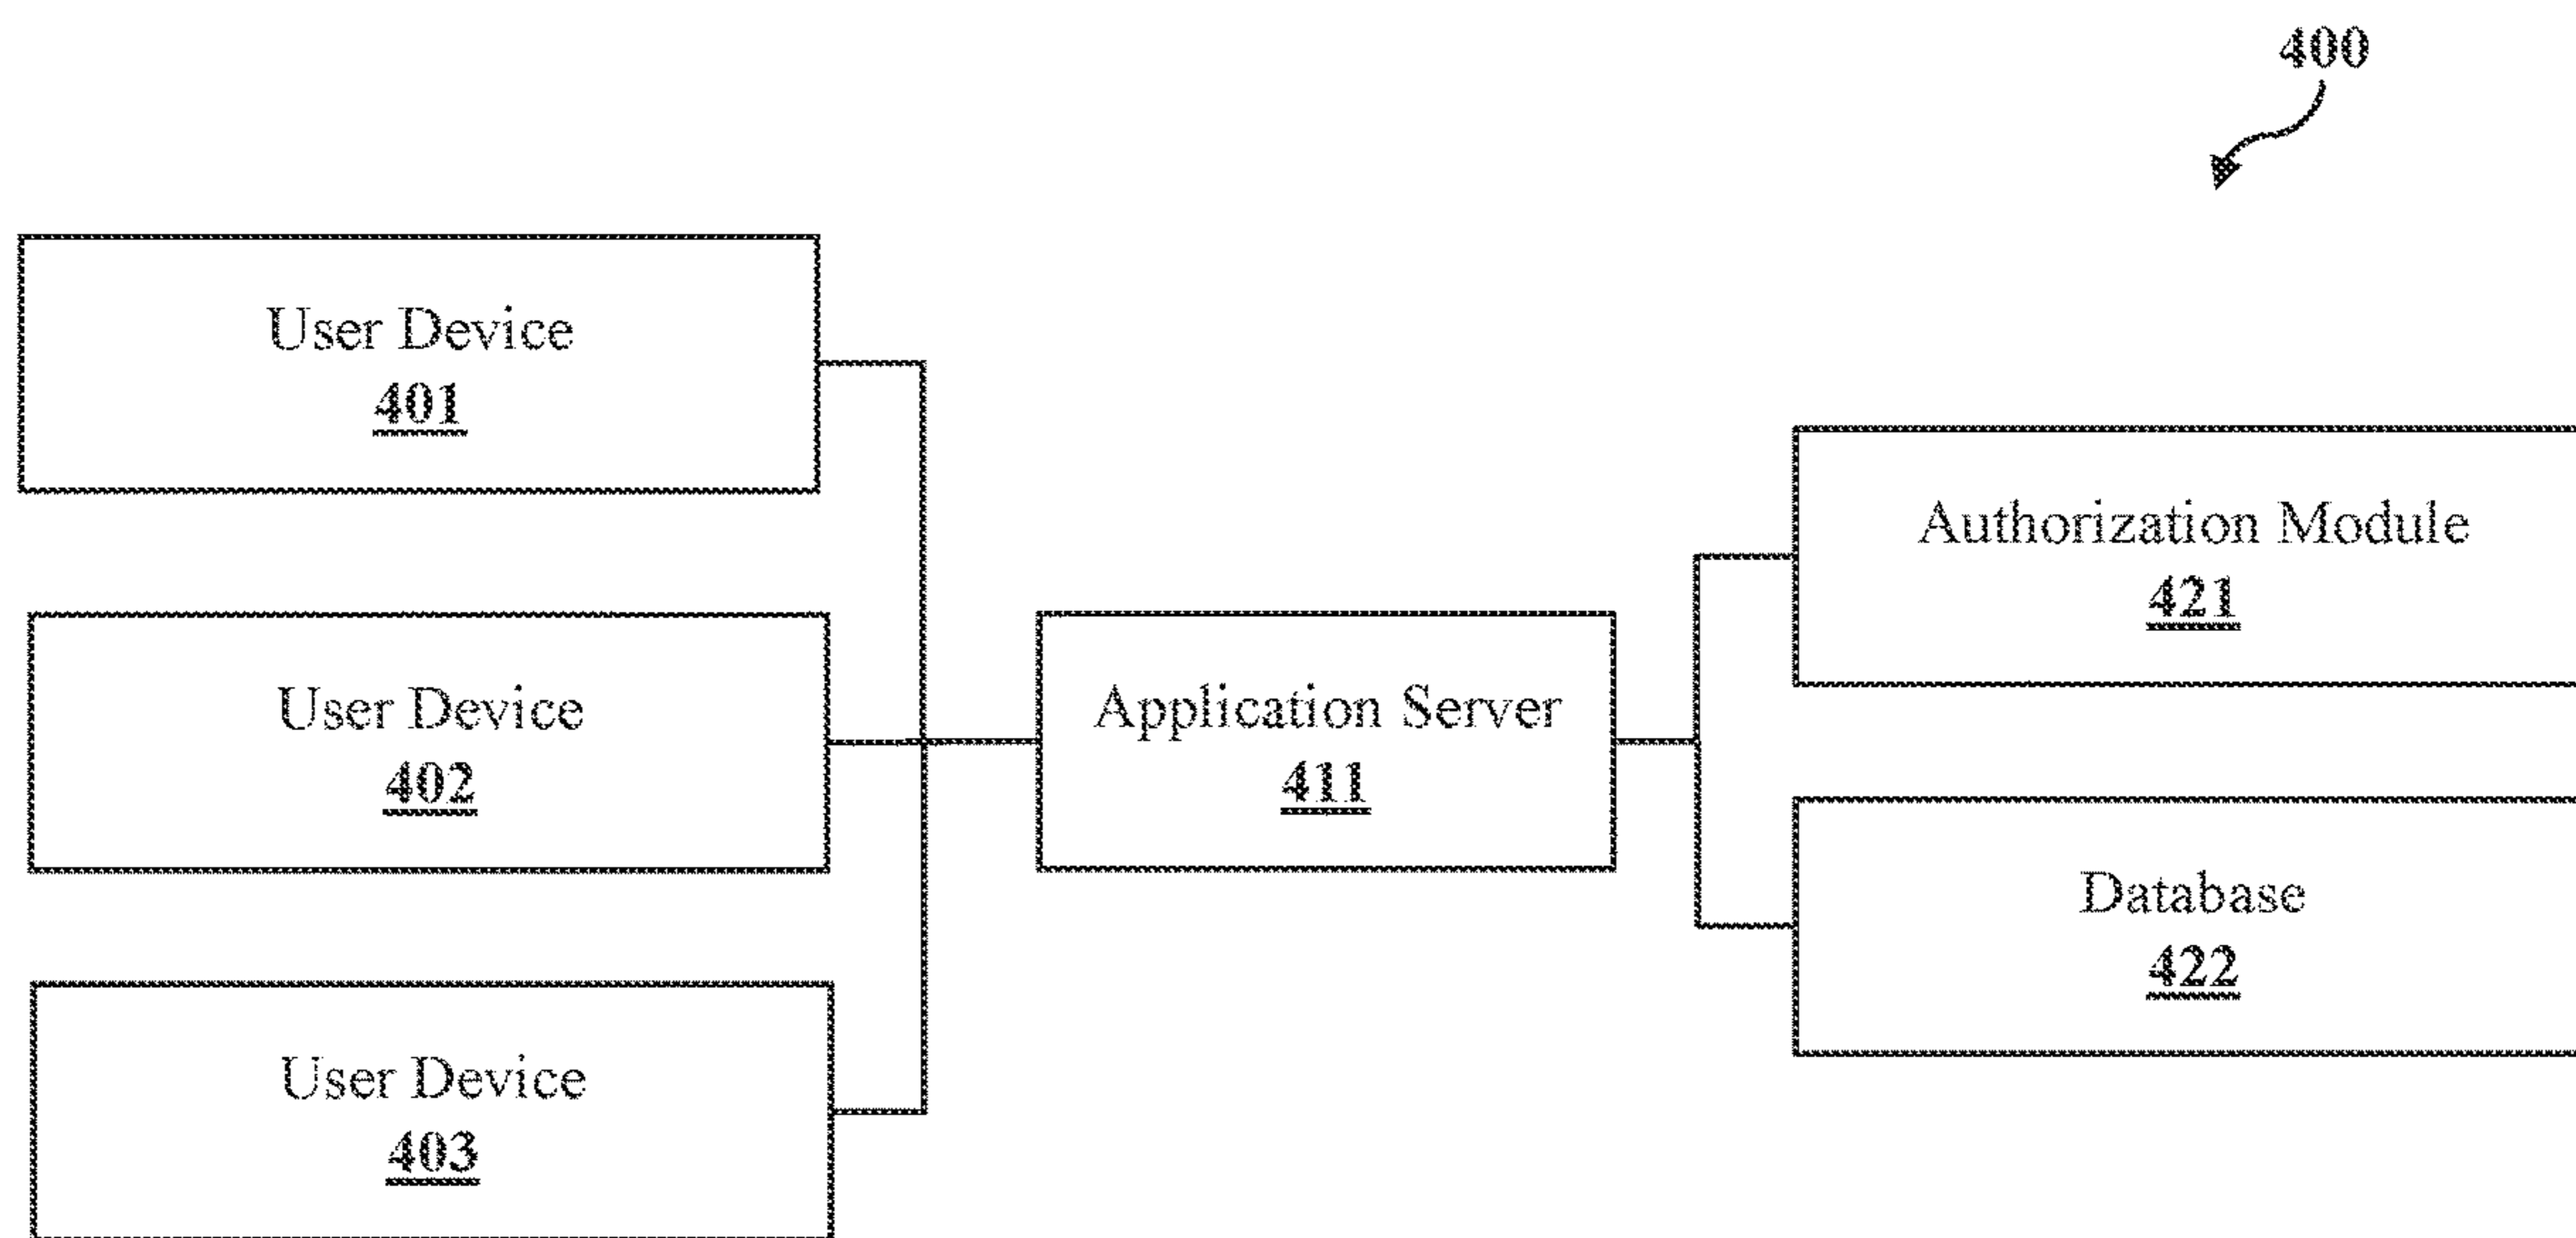 400
User Device
401
User Device
402
User Device
403
Application Server
411
Authorization Module
421
Database
422